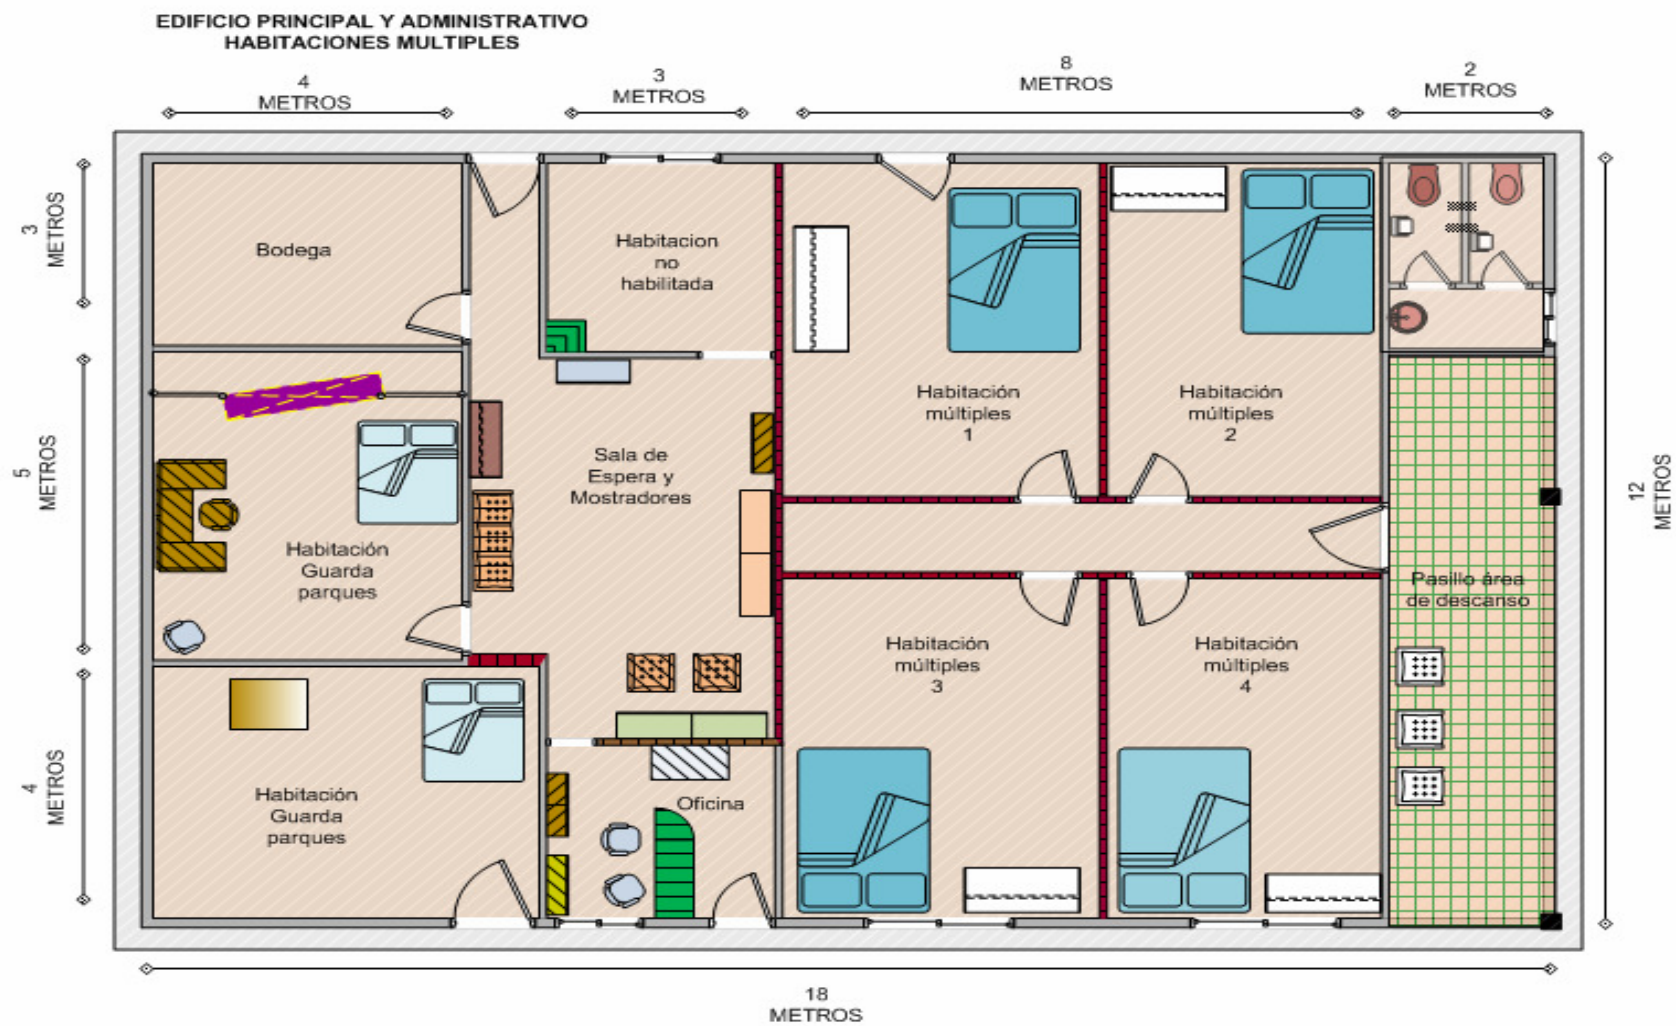 EDIFICIO PRINCIPAL Y ADMINISTRATIVO
HABITACIONES MULTIPLES
4
METROS
3
METROS
8
METROS
2
METROS
3
METROS
5
METROS
4
METROS
12
METROS
18
METROS
Bodega
Habitacion
no
habilitada
Habitación
múltiples
1
Habitación
múltiples
2
Sala de
Espera y
Mostradores
Habitación
Guarda
parques
Pasillo área
de descanso
Habitación
múltiples
3
Habitación
múltiples
4
Habitación
Guarda
parques
Oficina